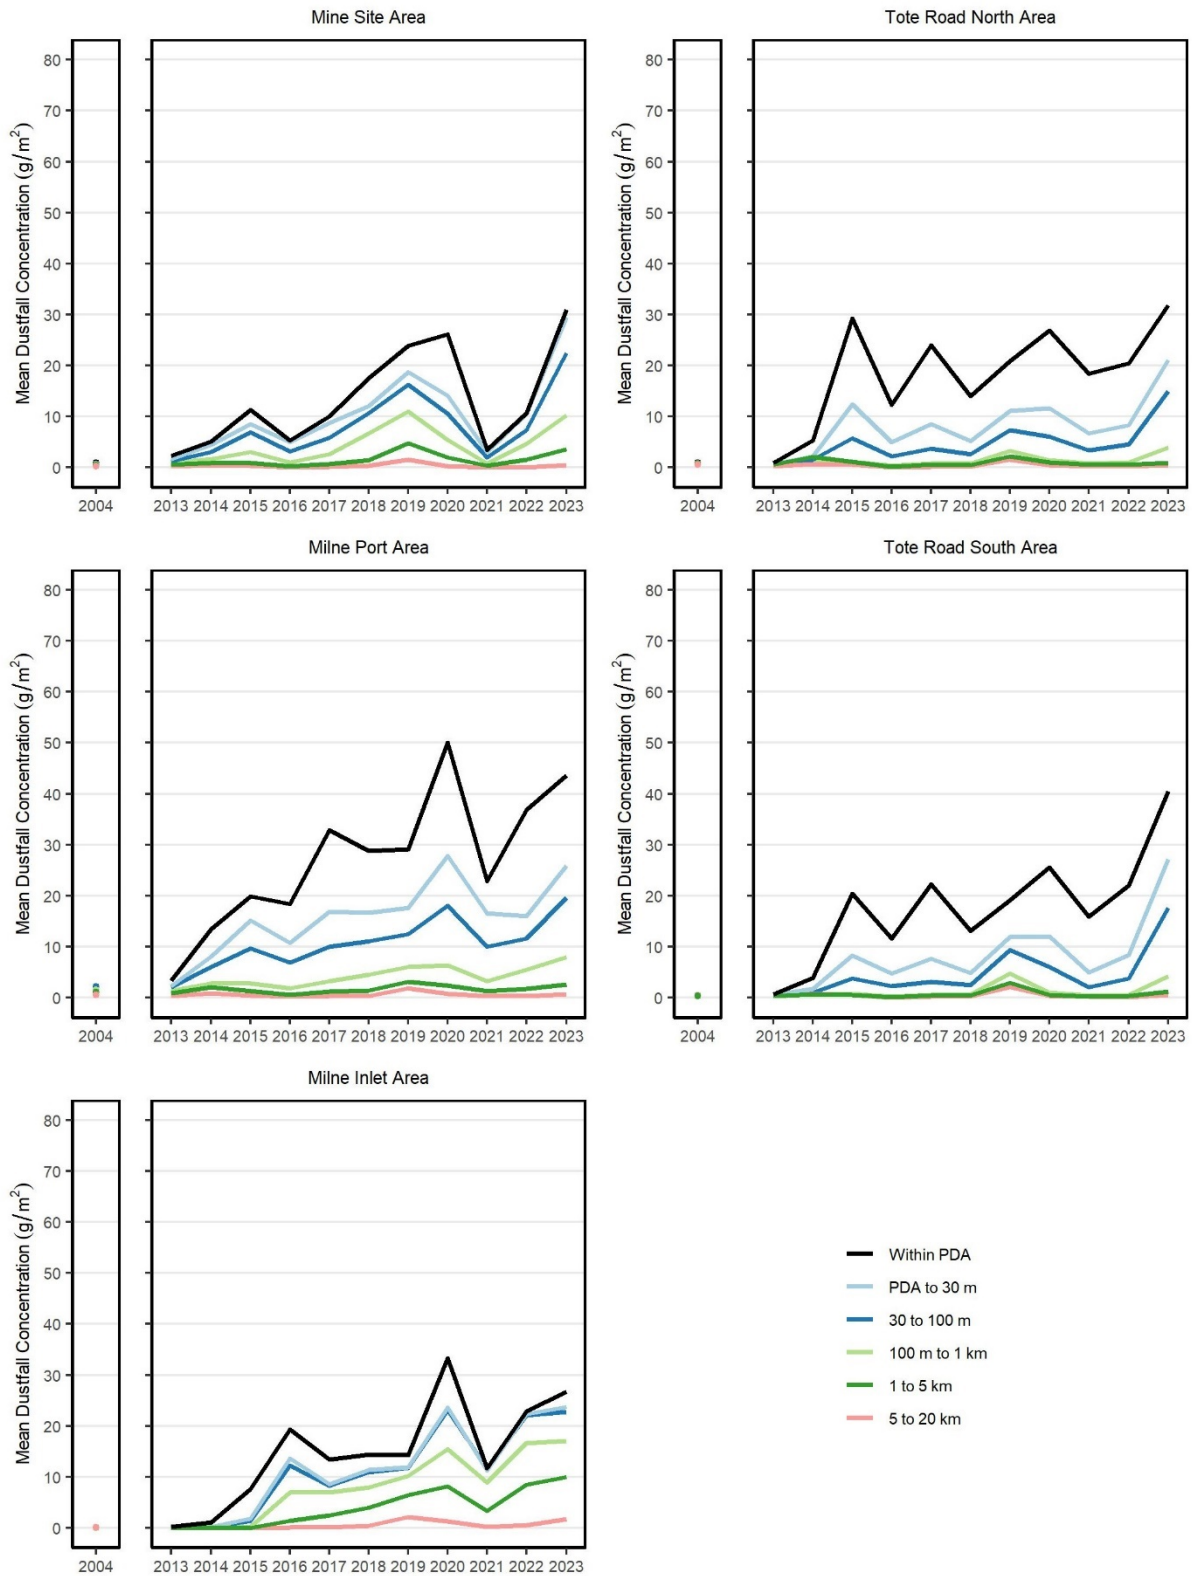 Mine Site Area
Mean Dustfall Concentration (g/m²)
80
70
60
50
40
30
20
10
0
2004
2013 2014 2015 2016 2017 2018 2019 2020 2021 2022 2023
Tote Road North Area
Mean Dustfall Concentration (g/m²)
80
70
60
50
40
30
20
10
0
2004
2013 2014 2015 2016 2017 2018 2019 2020 2021 2022 2023
Milne Port Area
Mean Dustfall Concentration (g/m²)
80
70
60
50
40
30
20
10
0
2004
2013 2014 2015 2016 2017 2018 2019 2020 2021 2022 2023
Tote Road South Area
Mean Dustfall Concentration (g/m²)
80
70
60
50
40
30
20
10
0
2004
2013 2014 2015 2016 2017 2018 2019 2020 2021 2022 2023
Milne Inlet Area
Mean Dustfall Concentration (g/m²)
80
70
60
50
40
30
20
10
0
2004
2013 2014 2015 2016 2017 2018 2019 2020 2021 2022 2023
Within PDA
PDA to 30 m
30 to 100 m
100 m to 1 km
1 to 5 km
5 to 20 km